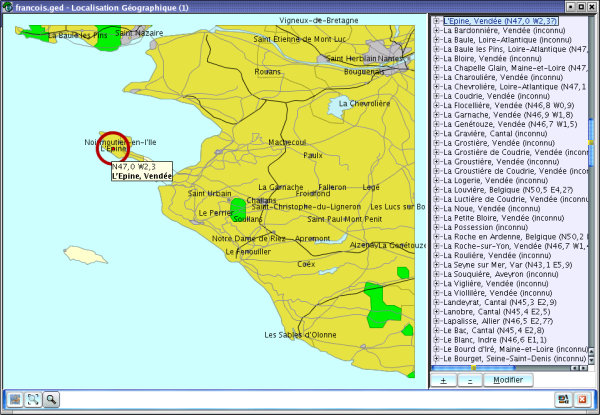 francois.ged - Localisation Géographique (1)
Vigneux-de-Bretagne
La Baule les Pins
Saint Nazaire
Saint Etienne de Mont Luc
Saint Herblain
Nantes
Rouans
Bouguenais
La Chevrolière
Noirmoutier-en-l'Ile
L'Epine
Machecoul
Paulx
N47,0 W2,3
L'Epine, Vendée
Saint Urbain
La Garnache
Falleron
Legé
Challans
Froidfond
Saint-Christophe-du-Ligneron
Les Lucs sur Bo
Le Perrier
Soullans
Saint Paul Mont Penit
Notre Dame de Riez
Apremont
Aizenay
La Genétouze
Le Fenouiller
Coëx
Les Sables d'Olonne
L'Epine, Vendée (N47,0 W2,3?)
La Bardonnière, Vendée (inconnu)
La Baule, Loire-Atlantique (inconnu)
La Baule les Pins, Loire-Atlantique (N47,
La Bloire, Vendée (inconnu)
La Chapelle Glain, Maine-et-Loire (N47,
La Charoulière, Vendée (inconnu)
La Chevrolière, Loire-Atlantique (N47,1
La Coudrie, Vendée (inconnu)
La Flocellière, Vendée (N46,8 W0,9)
La Garnache, Vendée (N46,9 W1,8)
La Genétouze, Vendée (N46,7 W1,5)
La Gravière, Cantal (inconnu)
La Grostière, Vendée (inconnu)
La Grostière de Coudrie, Vendée (inconnu)
La Groustière, Vendée (inconnu)
La Groustière de Coudrie, Vendée (inconnu)
La Logerie, Vendée (inconnu)
La Louvière, Belgique (N50,5 E4,2?)
La Luctière de Coudrie, Vendée (inconnu)
La Noue, Vendée (inconnu)
La Petite Bloire, Vendée (inconnu)
La Possession (inconnu)
La Roche en Ardenne, Belgique (N50,2
La Roche-sur-Yon, Vendée (N46,7 W1,4
La Roulière, Vendée (inconnu)
La Seyne sur Mer, Var (N43,1 E5,9)
La Souquière, Aveyron (inconnu)
La Viglière, Vendée (inconnu)
La Viollière, Vendée (inconnu)
Landeyrat, Cantal (N45,3 E2,9)
Lanobre, Cantal (N45,4 E2,5)
Lapalisse, Allier (N46,5 E2,7?)
Le Bac, Cantal (N45,4 E2,8)
Le Blanc, Indre (N46,6 E1,1)
Le Bourd d'Iré, Maine-et-Loire (inconnu)
Le Bourget, Seine-Saint-Denis (inconnu)
+ - Modifier